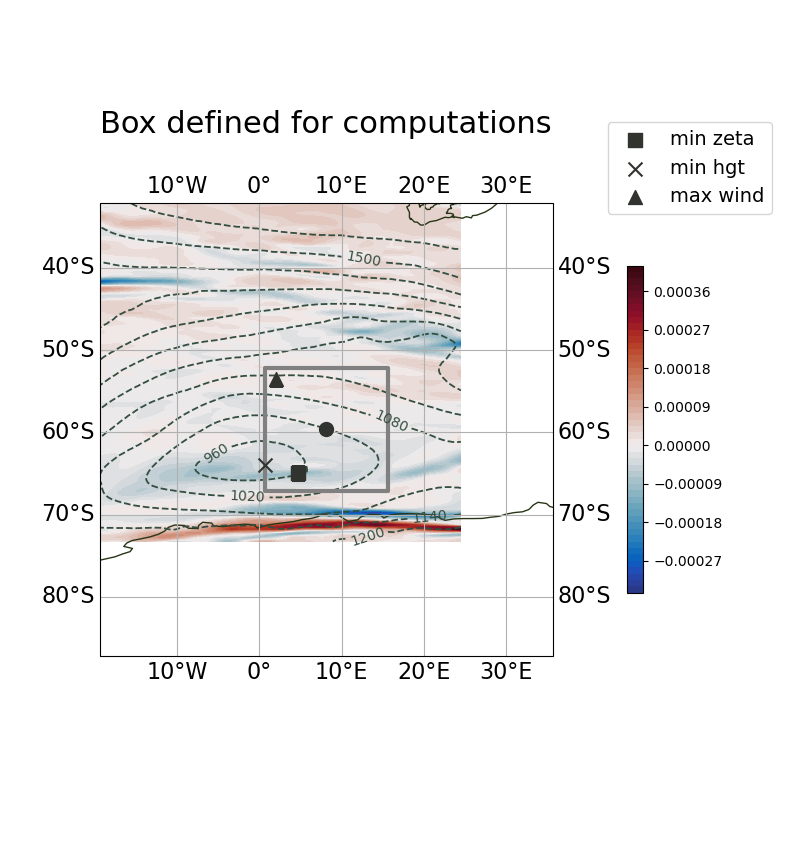 Box defined for computations
min zeta
min hgt
max wind
10°W 0° 10°E 20°E 30°E
40°S 40°S
50°S 50°S
60°S 60°S
70°S 70°S
80°S 80°S
10°W 0° 10°E 20°E 30°E
1500
1080
960
1020
1140
1200
0.00036
0.00027
0.00018
0.00009
0.00000
−0.00009
−0.00018
−0.00027